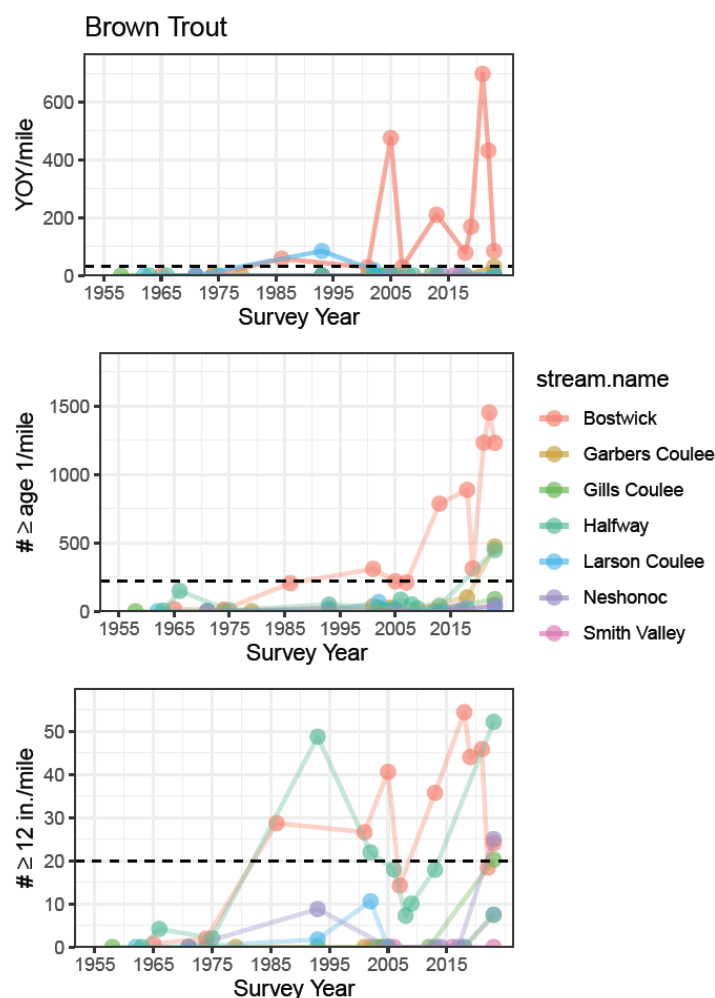 Brown Trout
YOY/mile
600
400
200
0
1955 1965 1975 1985 1995 2005 2015
Survey Year
# ≥ age 1/mile
1500
1000
500
0
1955 1965 1975 1985 1995 2005 2015
Survey Year
stream.name
Bostwick
Garbers Coulee
Gills Coulee
Halfway
Larson Coulee
Neshonoc
Smith Valley
# ≥ 12 in./mile
50
40
30
20
10
0
1955 1965 1975 1985 1995 2005 2015
Survey Year